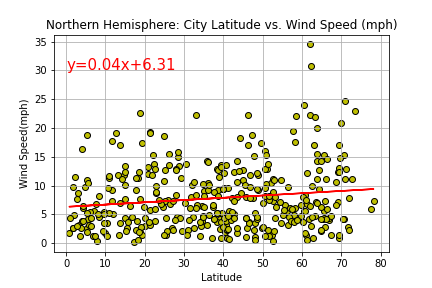 Northern Hemisphere: City Latitude vs. Wind Speed (mph)
y=0.04x+6.31
Wind Speed(mph)
35
30
25
20
15
10
5
0
0 10 20 30 40 50 60 70 80
Latitude